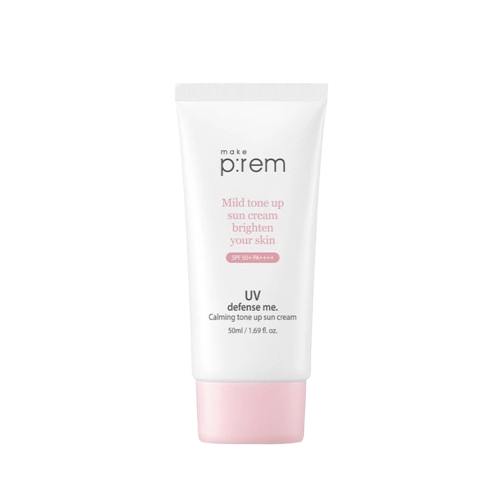 make
p:rem
Mild tone up
sun cream
brighten
your skin
SPF 50+ PA++++
UV
defense me.
Calming tone up sun cream
50ml / 1.69 fl. oz.